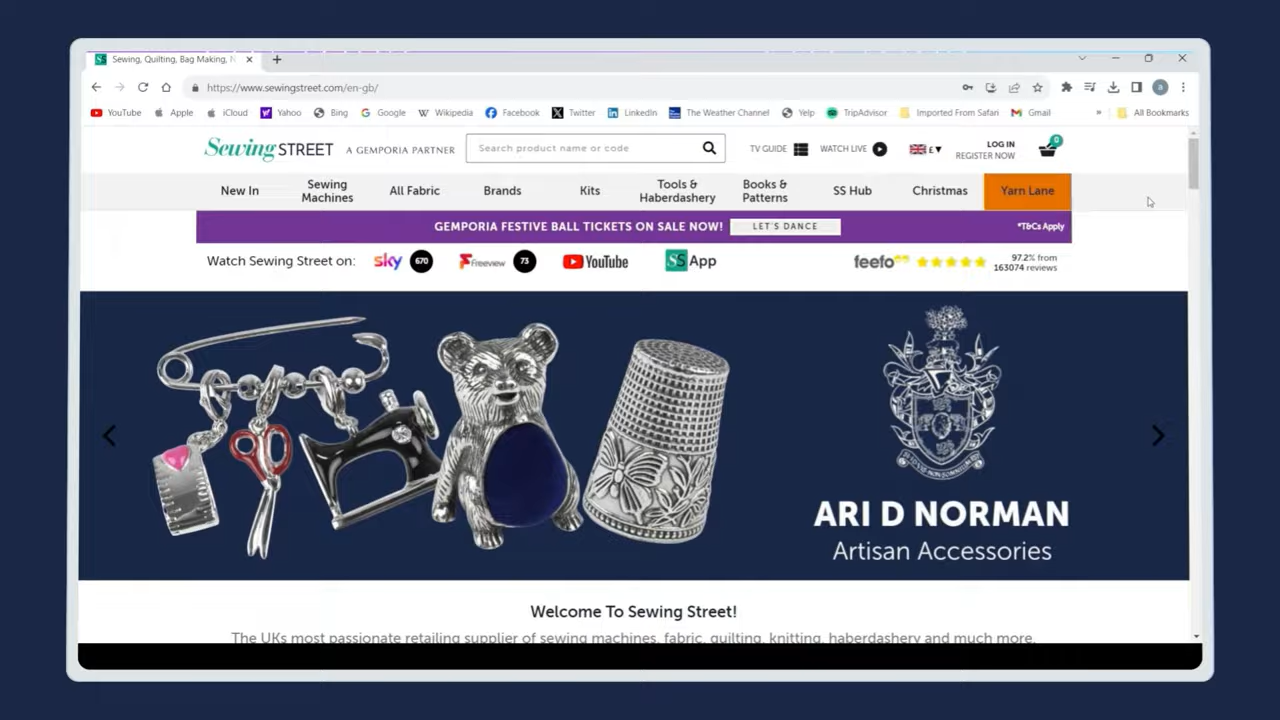 Sewing, Quilting, Bag Making,
https://www.sewingstreet.com/en-gb/
YouTube Apple iCloud Yahoo Bing Google Wikipedia Facebook Twitter LinkedIn The Weather Channel Yelp TripAdvisor Imported From Safari Gmail » All Bookmarks
Sewing STREET A GEMPORIA PARTNER Search product name or code TV GUIDE WATCH LIVE £ LOG IN 0
REGISTER NOW
New In Sewing Machines All Fabric Brands Kits Tools & Haberdashery Books & Patterns SS Hub Christmas Yarn Lane
GEMPORIA FESTIVE BALL TICKETS ON SALE NOW! LET'S DANCE *T&Cs Apply
Watch Sewing Street on: sky 670 Freeview 73 YouTube SS App feefo 97.2% from
163074 reviews
ARI D NORMAN
Artisan Accessories
Welcome To Sewing Street!
The UKs most passionate retailing supplier of sewing machines, fabric, quilting, knitting, haberdashery and much more.